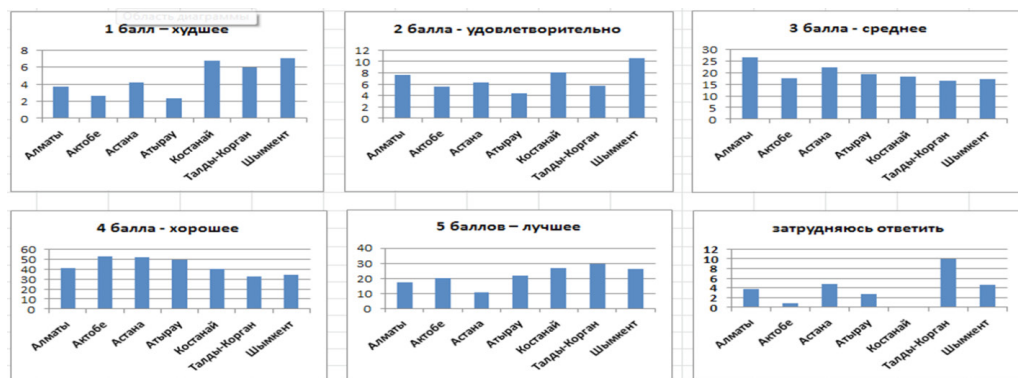 Область диаграммы
1 балл – худшее
8
6
4
2
0
Алматы
Актобе
Астана
Атырау
Костанай
Талды-Корган
Шымкент
2 балла - удовлетворительно
12
10
8
6
4
2
0
Алматы
Актобе
Астана
Атырау
Костанай
Талды-Корган
Шымкент
3 балла - среднее
30
25
20
15
10
5
0
Алматы
Актобе
Астана
Атырау
Костанай
Талды-Корган
Шымкент
4 балла - хорошее
60
50
40
30
20
10
0
Алматы
Актобе
Астана
Атырау
Костанай
Талды-Корган
Шымкент
5 баллов – лучшее
40
30
20
10
0
Алматы
Актобе
Астана
Атырау
Костанай
Талды-Корган
Шымкент
затрудняюсь ответить
12
10
8
6
4
2
0
Алматы
Актобе
Астана
Атырау
Костанай
Талды-Корган
Шымкент